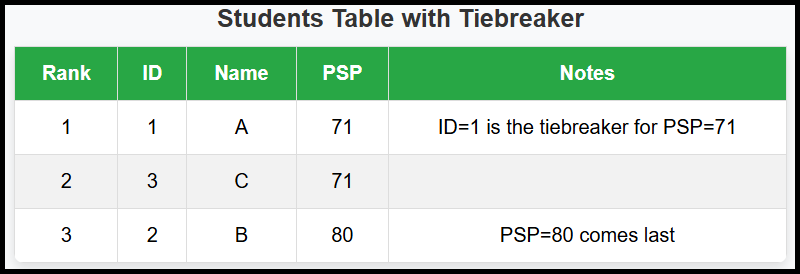 Students Table with Tiebreaker
Rank ID Name PSP Notes
1 1 A 71 ID=1 is the tiebreaker for PSP=71
2 3 C 71
3 2 B 80 PSP=80 comes last